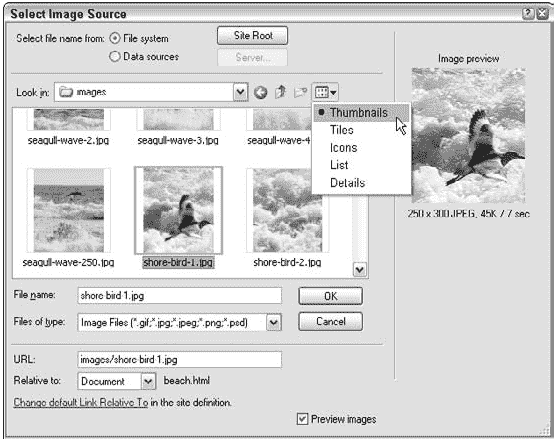 Select Image Source
Select file name from: File system
Site Root
Data sources
Server...
Image preview
Look in: images
Thumbnails
Tiles
Icons
List
Details
seagull-wave-2.jpg seagull-wave-3.jpg seagull-wave-4
250 x 300 JPEG, 45K / 7 sec
seagull-wave-250.jpg shore-bird-1.jpg shore-bird-2.jpg
File name: shore-bird-1.jpg OK
Files of type: Image Files (*.gif;*.jpg;*.jpeg;*.png;*.psd) Cancel
URL: images/shore-bird-1.jpg
Relative to: Document beach.html
Change default Link Relative To in the site definition.
Preview images